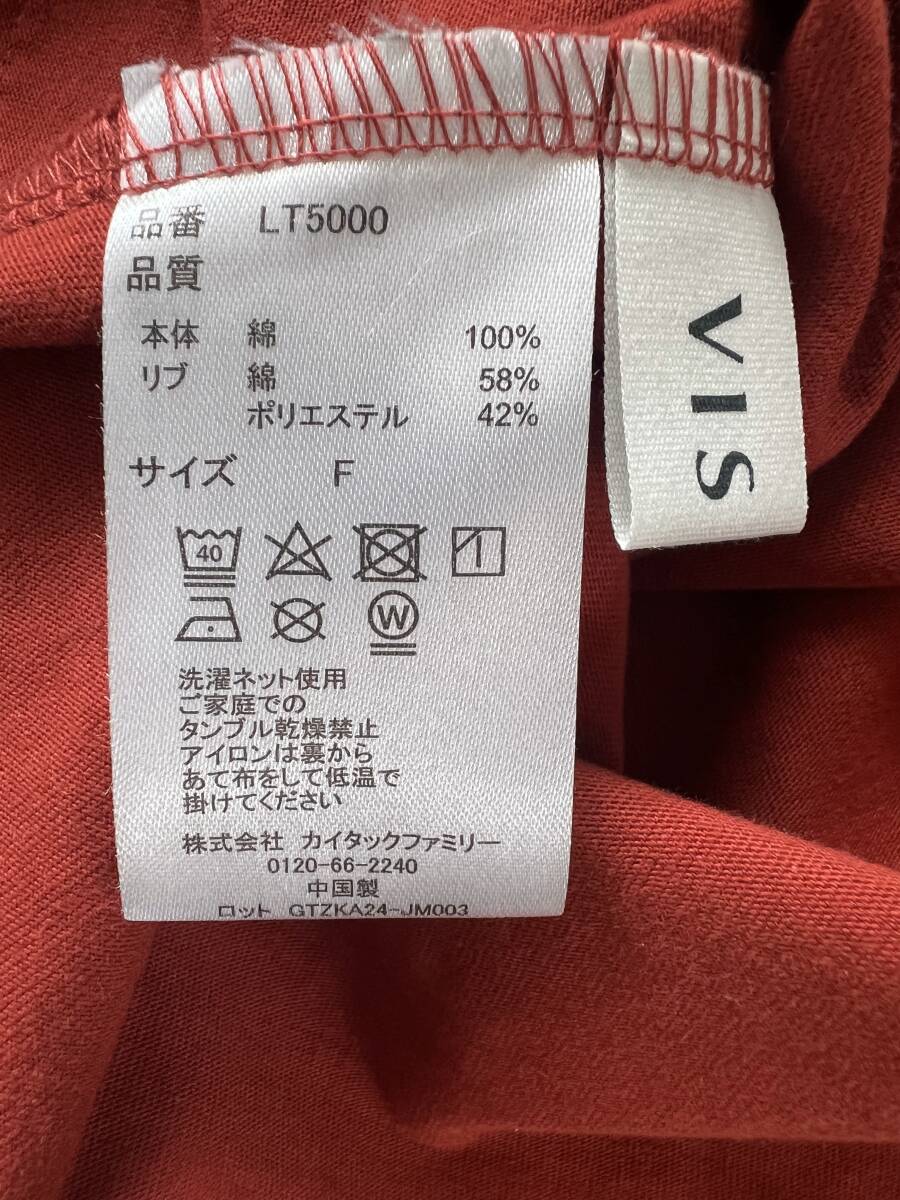 品番 LT5000
品質
本体 綿 100%
リブ 綿 58%
ポリエステル 42%
サイズ F
40
W
洗濯ネット使用
ご家庭での
タンブル乾燥禁止
アイロンは裏から
あて布をして低温で
掛けてください
株式会社 カイタックファミリー
0120-66-2240
中国製
ロット GTZKA24-JM003
VIS